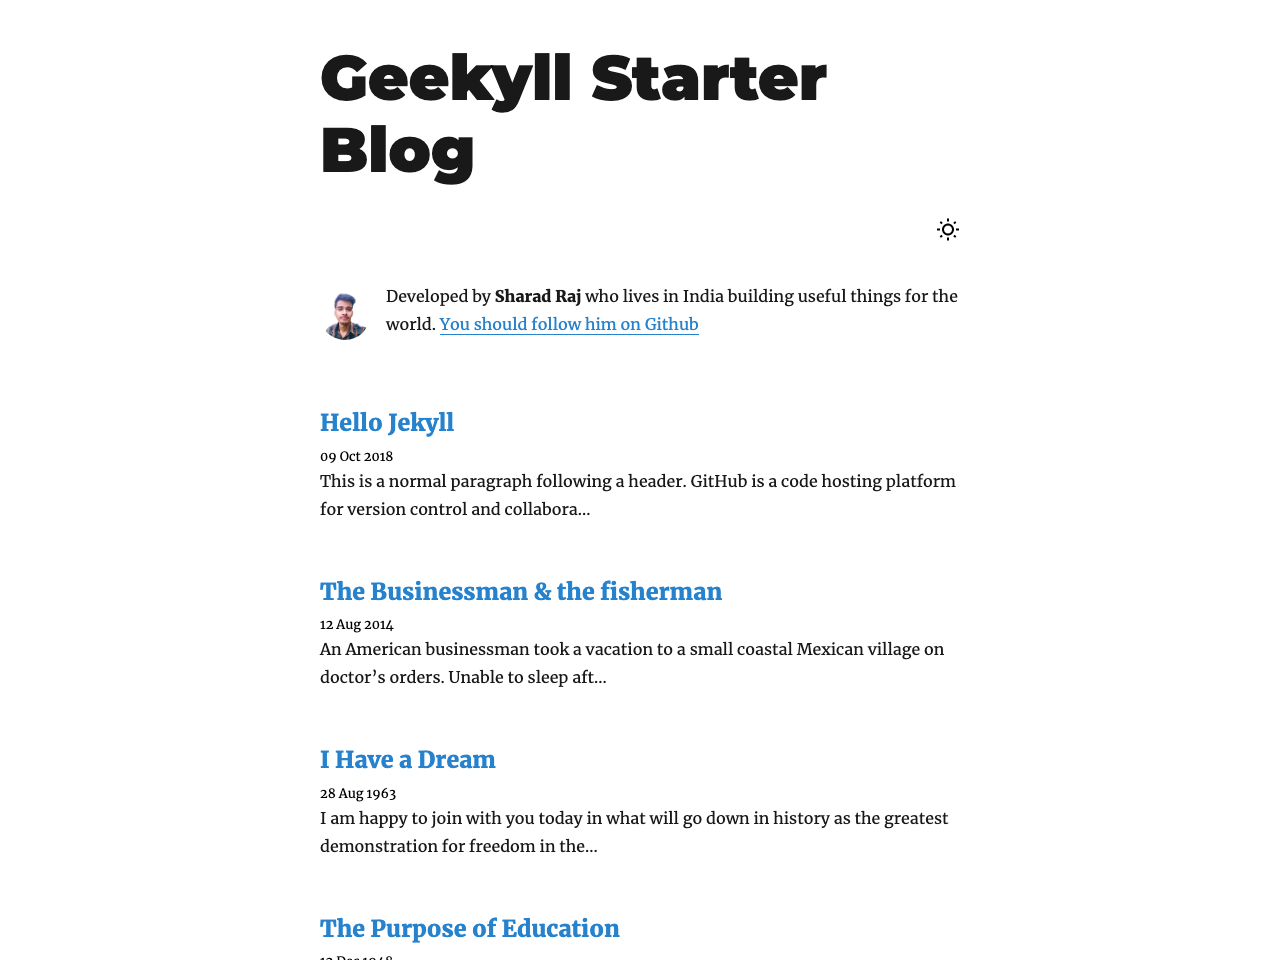 Geekyll Starter
Blog
Developed by Sharad Raj who lives in India building useful things for the
world. You should follow him on Github
Hello Jekyll
09 Oct 2018
This is a normal paragraph following a header. GitHub is a code hosting platform
for version control and collabora...
The Businessman & the fisherman
12 Aug 2014
An American businessman took a vacation to a small coastal Mexican village on
doctor’s orders. Unable to sleep aft...
I Have a Dream
28 Aug 1963
I am happy to join with you today in what will go down in history as the greatest
demonstration for freedom in the...
The Purpose of Education